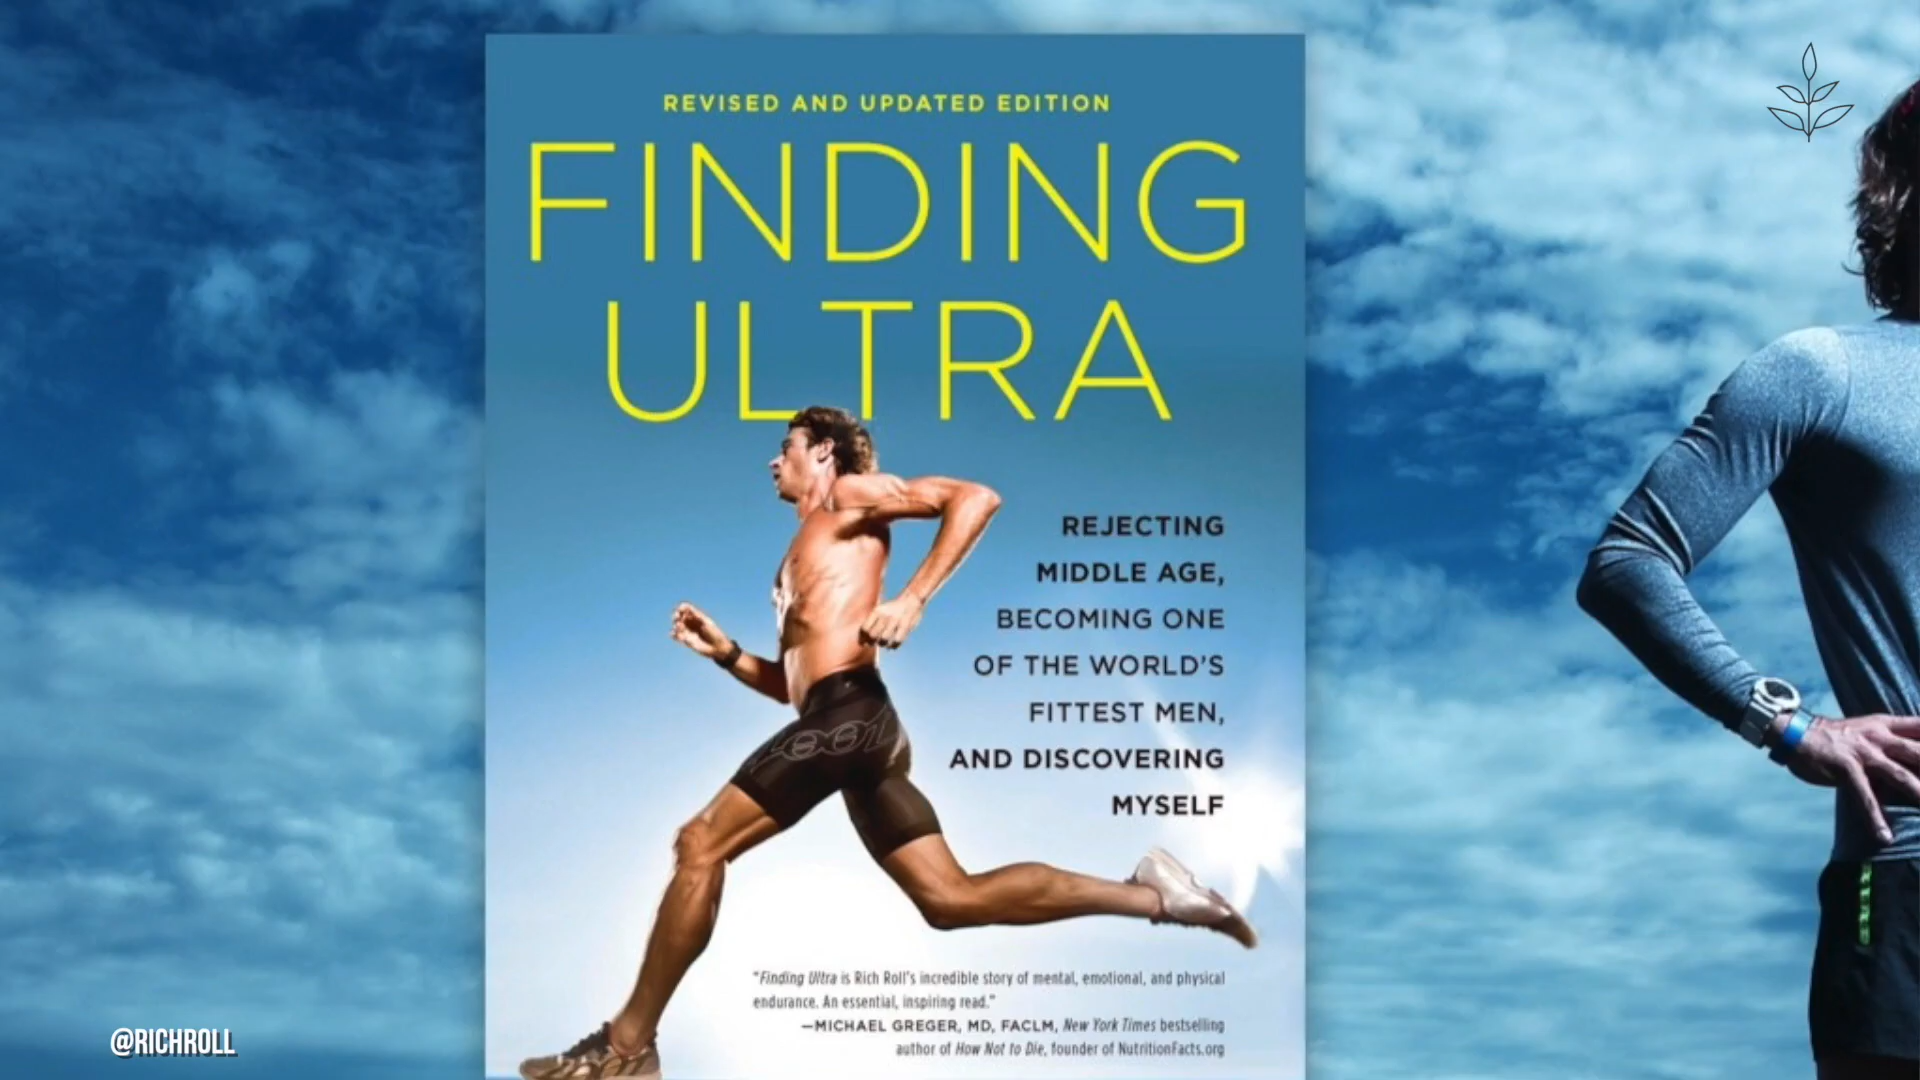 REVISED AND UPDATED EDITION
FINDING
ULTRA
REJECTING
MIDDLE AGE,
BECOMING ONE
OF THE WORLD'S
FITTEST MEN,
AND DISCOVERING
MYSELF
"Finding Ultra is Rich Roll's incredible story of mental, emotional, and physical
endurance. An essential, inspiring read."
—MICHAEL GREGER, MD, FACLM, New York Times bestselling
author of How Not to Die, founder of NutritionFacts.org
@RICHROLL